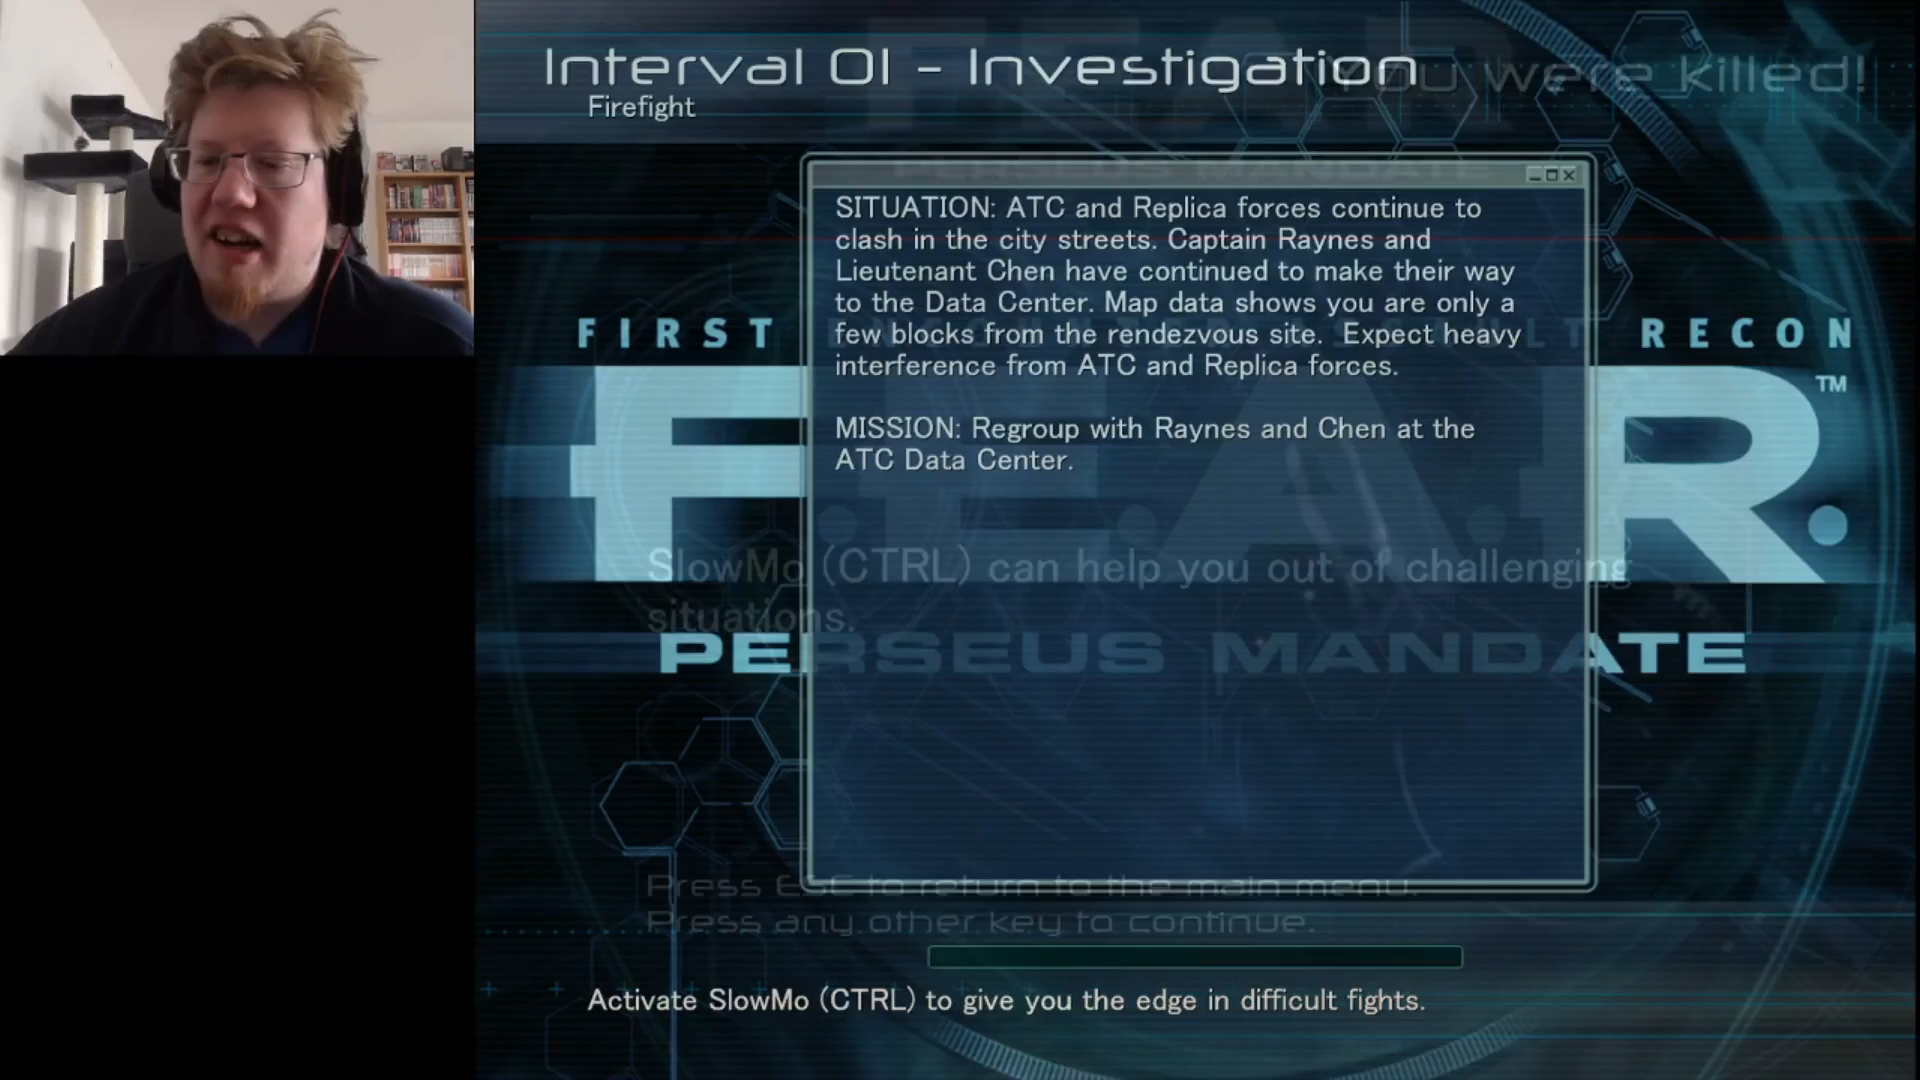 Interval 01 - Investigation
You were killed!
Firefight
SITUATION: ATC and Replica forces continue to
clash in the city streets. Captain Raynes and
Lieutenant Chen have continued to make their way
to the Data Center. Map data shows you are only a
few blocks from the rendezvous site. Expect heavy
interference from ATC and Replica forces.
MISSION: Regroup with Raynes and Chen at the
ATC Data Center.
FIRST RECON
F.E.A.R.™
SlowMo (CTRL) can help you out of challenging
situations.
PERSEUS MANDATE
Press ESC to return to the main menu.
Press any other key to continue.
Activate SlowMo (CTRL) to give you the edge in difficult fights.